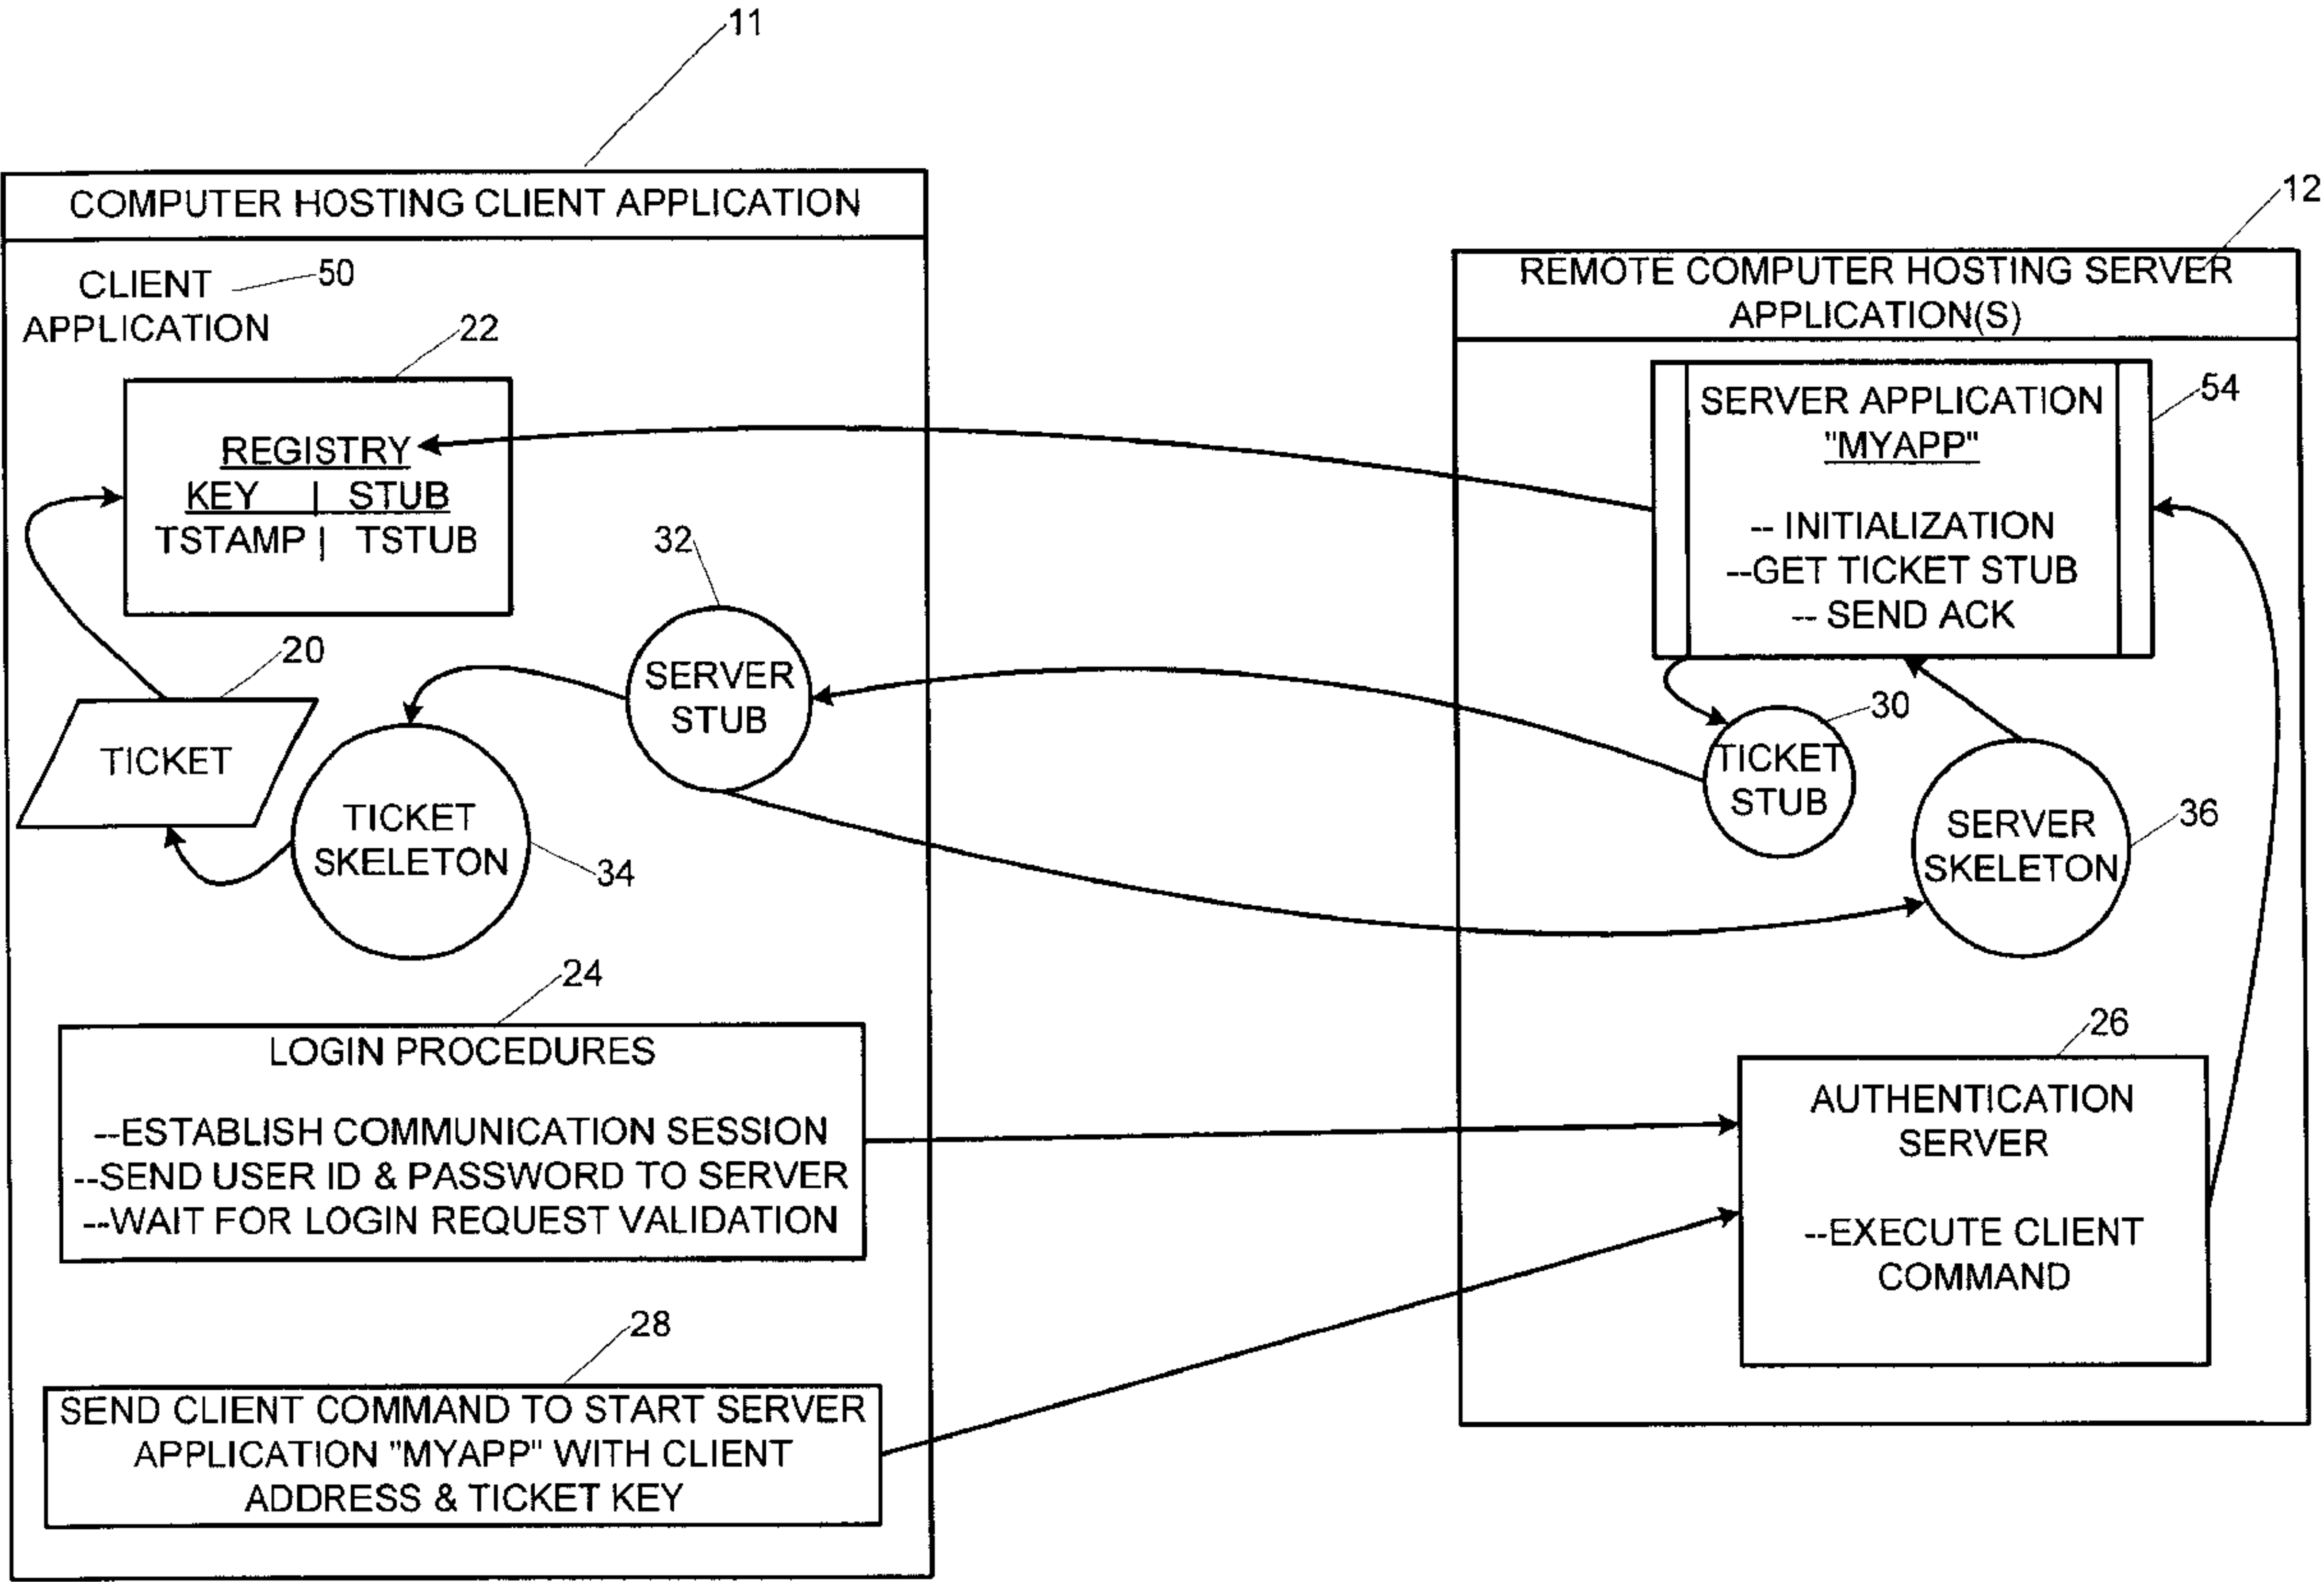 11
COMPUTER HOSTING CLIENT APPLICATION
CLIENT
APPLICATION
50
22
REGISTRY
KEY | STUB
TSTAMP | TSTUB
20
TICKET
32
SERVER
STUB
TICKET
SKELETON
34
24
LOGIN PROCEDURES
--ESTABLISH COMMUNICATION SESSION
--SEND USER ID & PASSWORD TO SERVER
--WAIT FOR LOGIN REQUEST VALIDATION
28
SEND CLIENT COMMAND TO START SERVER
APPLICATION "MYAPP" WITH CLIENT
ADDRESS & TICKET KEY
12
REMOTE COMPUTER HOSTING SERVER
APPLICATION(S)
54
SERVER APPLICATION
"MYAPP"
-- INITIALIZATION
--GET TICKET STUB
-- SEND ACK
30
TICKET
STUB
SERVER
SKELETON
36
26
AUTHENTICATION
SERVER
--EXECUTE CLIENT
COMMAND